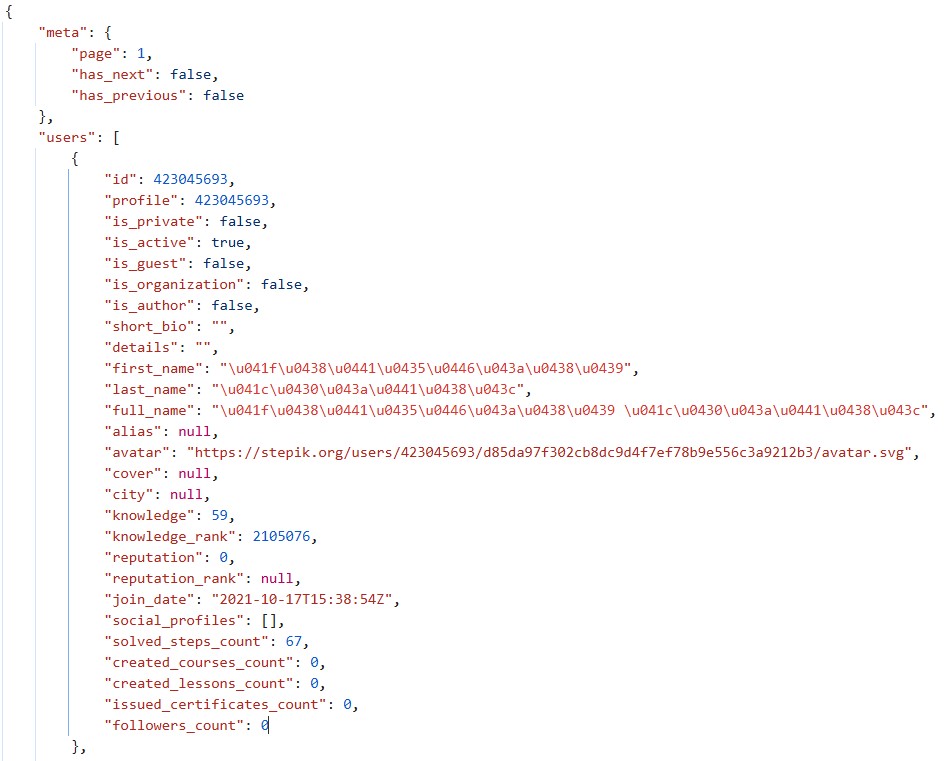 {
"meta": {
"page": 1,
"has_next": false,
"has_previous": false
},
"users": [
{
"id": 423045693,
"profile": 423045693,
"is_private": false,
"is_active": true,
"is_guest": false,
"is_organization": false,
"is_author": false,
"short_bio": "",
"details": "",
"first_name": "\u041f\u0438\u0441\u0435\u0446\u043a\u0438\u0439",
"last_name": "\u041c\u0430\u043a\u0441\u0438\u043c",
"full_name": "\u041f\u0438\u0441\u0435\u0446\u043a\u0438\u0439 \u041c\u0430\u043a\u0441\u0438\u043c",
"alias": null,
"avatar": "https://stepik.org/users/423045693/d85da97f302cb8dc9d4f7ef78b9e556c3a9212b3/avatar.svg",
"cover": null,
"city": null,
"knowledge": 59,
"knowledge_rank": 2105076,
"reputation": 0,
"reputation_rank": null,
"join_date": "2021-10-17T15:38:54Z",
"social_profiles": [],
"solved_steps_count": 67,
"created_courses_count": 0,
"created_lessons_count": 0,
"issued_certificates_count": 0,
"followers_count": 0
},